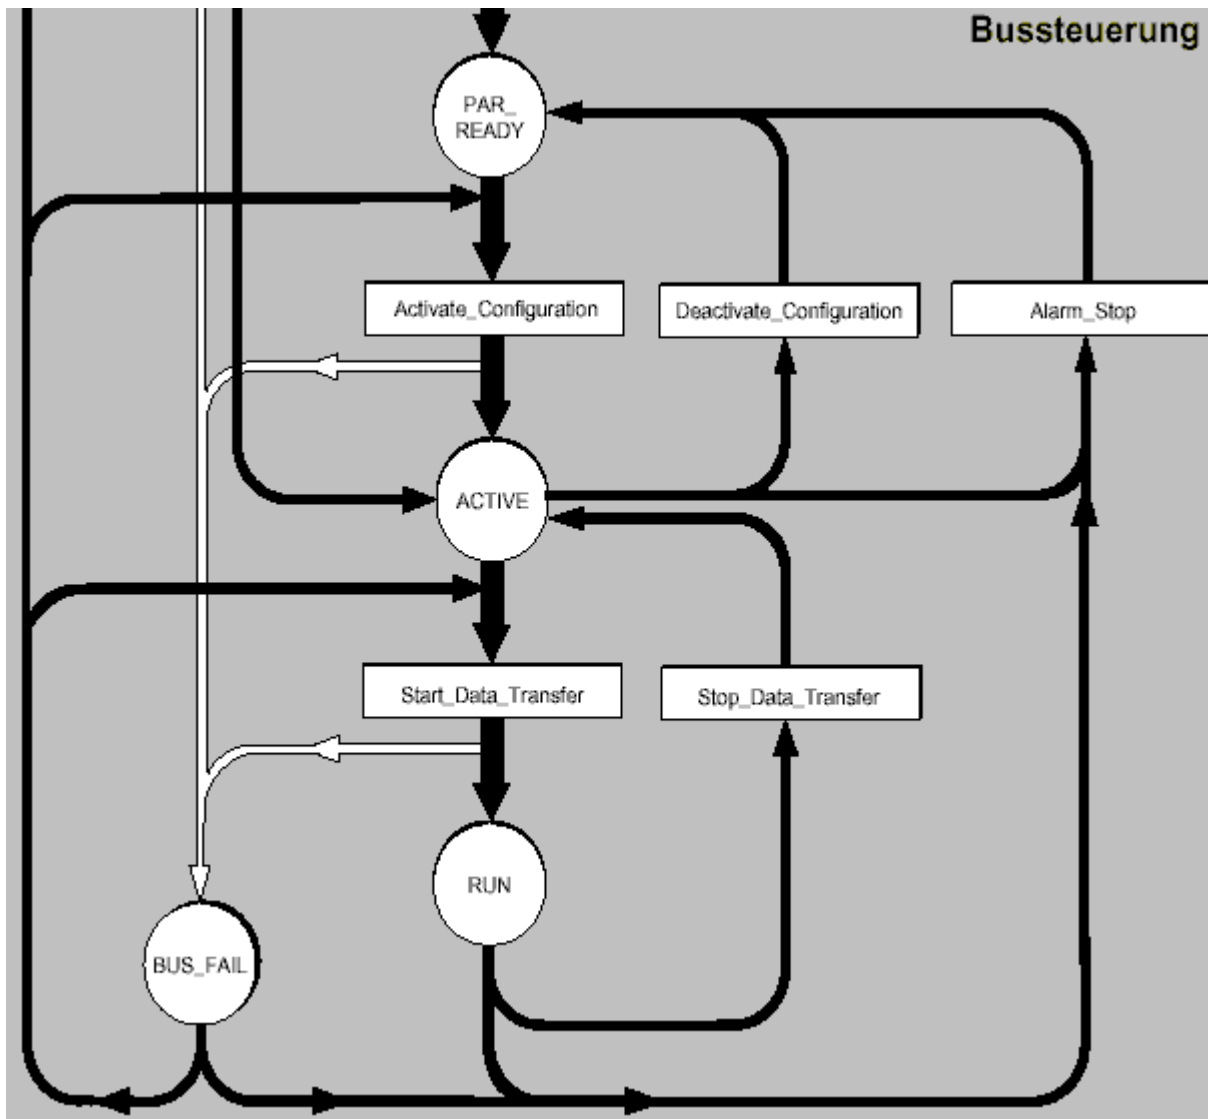 Bussteuerung
PAR_
READY
Activate_Configuration
Deactivate_Configuration
Alarm_Stop
ACTIVE
Start_Data_Transfer
Stop_Data_Transfer
RUN
BUS_FAIL